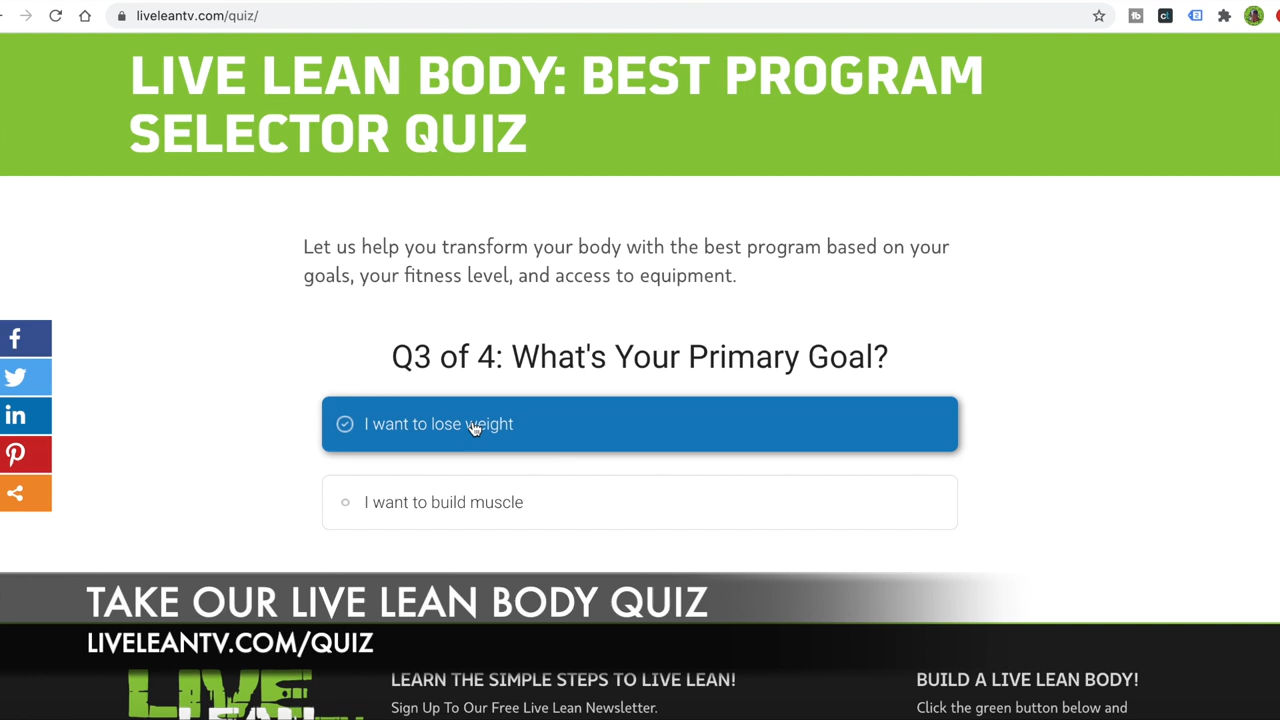 liveleantv.com/quiz/
LIVE LEAN BODY: BEST PROGRAM
SELECTOR QUIZ
Let us help you transform your body with the best program based on your
goals, your fitness level, and access to equipment.
Q3 of 4: What's Your Primary Goal?
I want to lose weight
I want to build muscle
TAKE OUR LIVE LEAN BODY QUIZ
LIVELEANTV.COM/QUIZ
LIVE
LEAN
LEARN THE SIMPLE STEPS TO LIVE LEAN!
Sign Up To Our Free Live Lean Newsletter.
BUILD A LIVE LEAN BODY!
Click the green button below and